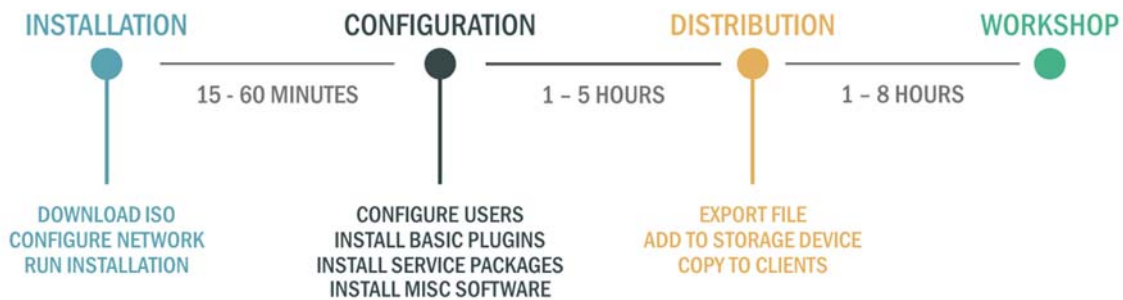 INSTALLATION
CONFIGURATION
DISTRIBUTION
WORKSHOP
15 - 60 MINUTES
1 – 5 HOURS
1 – 8 HOURS
DOWNLOAD ISO
CONFIGURE NETWORK
RUN INSTALLATION
CONFIGURE USERS
INSTALL BASIC PLUGINS
INSTALL SERVICE PACKAGES
INSTALL MISC SOFTWARE
EXPORT FILE
ADD TO STORAGE DEVICE
COPY TO CLIENTS